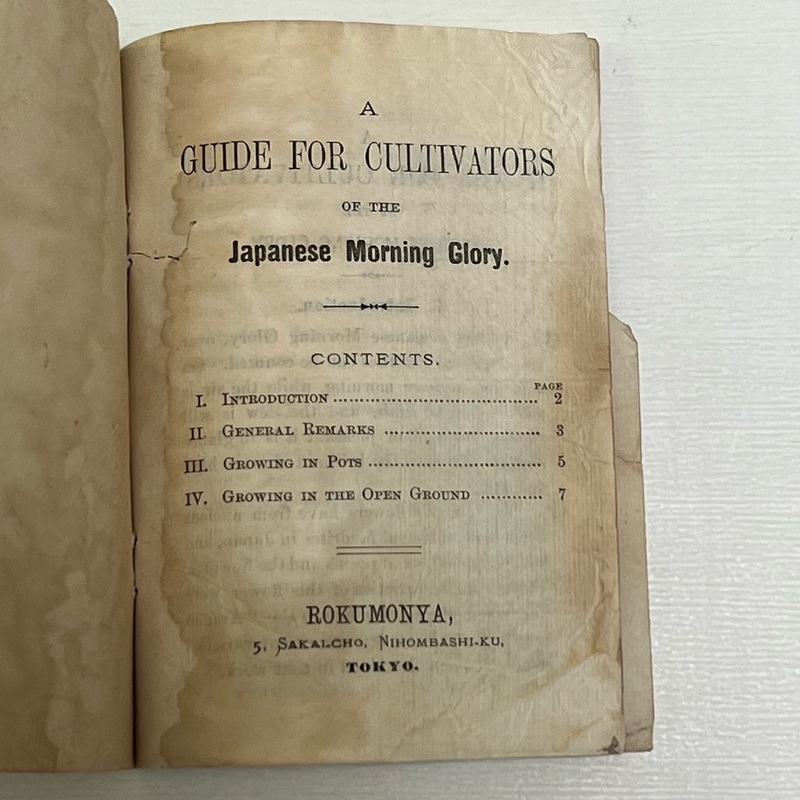 A
GUIDE FOR CULTIVATORS
OF THE
Japanese Morning Glory.
CONTENTS.
PAGE
I. INTRODUCTION ...................................... 2
II. GENERAL REMARKS ............................. 3
III. GROWING IN POTS ................................ 5
IV. GROWING IN THE OPEN GROUND ........... 7
ROKUMONYA,
5, SAKAI-CHO, NIHOMBASHI-KU,
TOKYO.